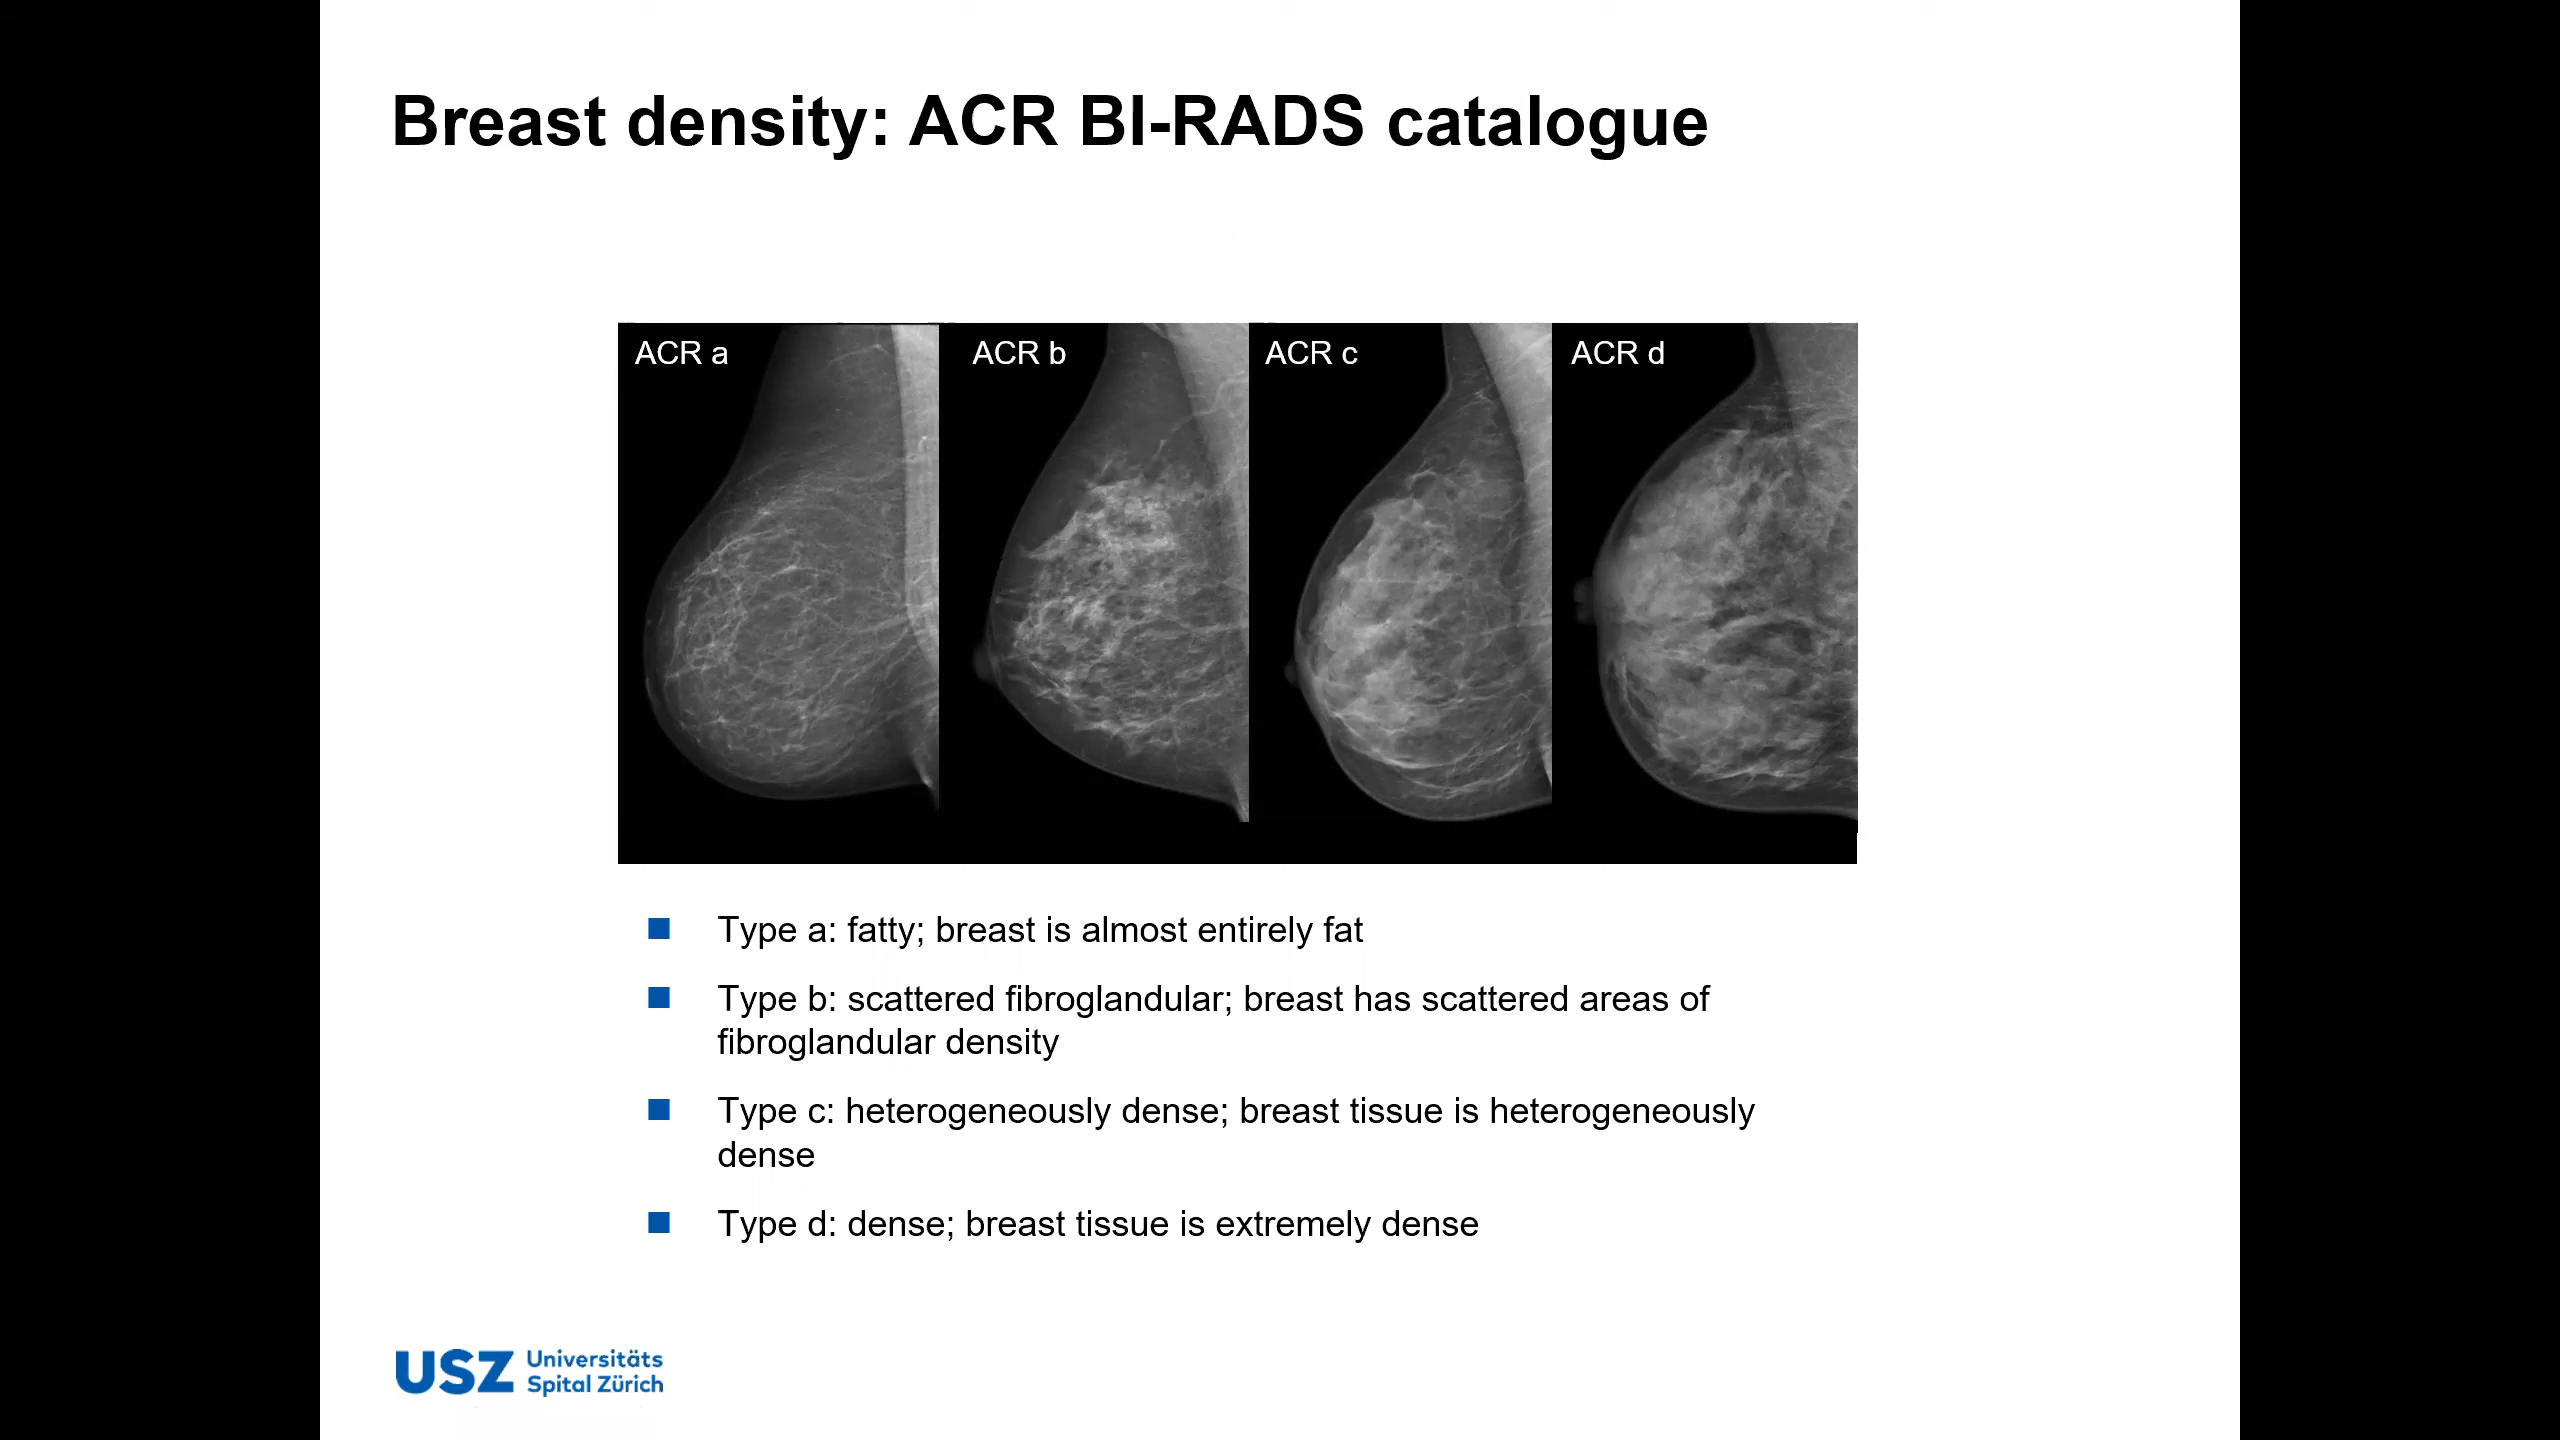 Breast density: ACR BI-RADS catalogue
ACR a
ACR b
ACR c
ACR d
Type a: fatty; breast is almost entirely fat
Type b: scattered fibroglandular; breast has scattered areas of
fibroglandular density
Type c: heterogeneously dense; breast tissue is heterogeneously
dense
Type d: dense; breast tissue is extremely dense
USZ Universitäts
Spital Zürich